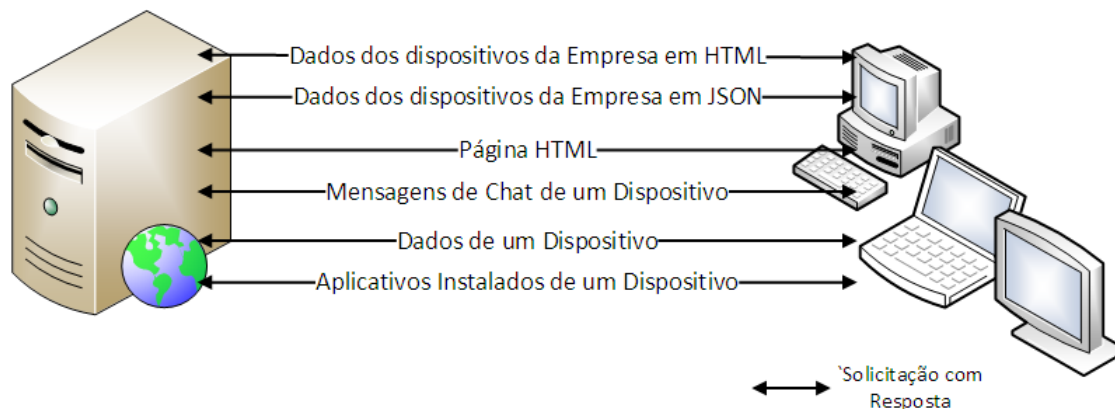 Dados dos dispositivos da Empresa em HTML
Dados dos dispositivos da Empresa em JSON
Página HTML
Mensagens de Chat de um Dispositivo
Dados de um Dispositivo
Aplicativos Instalados de um Dispositivo
`Solicitação com
Resposta